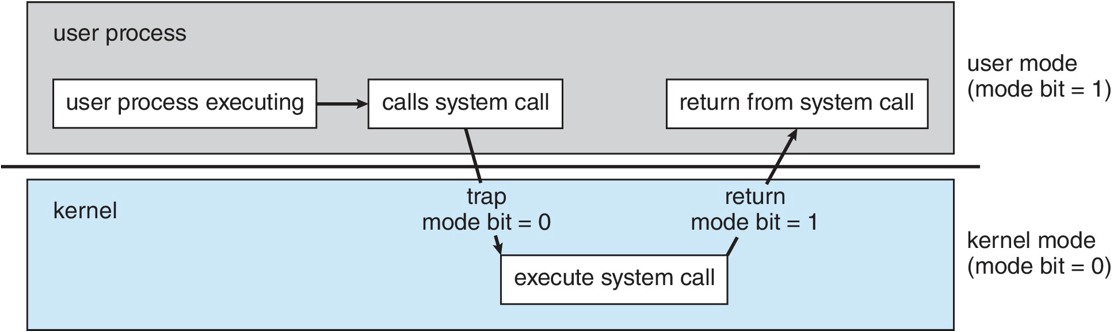 user process
user process executing
calls system call
return from system call
user mode
(mode bit = 1)
kernel
trap
mode bit = 0
return
mode bit = 1
execute system call
kernel mode
(mode bit = 0)